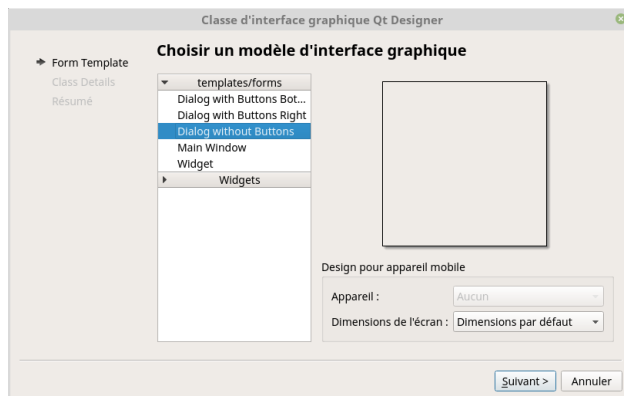 Classe d'interface graphique Qt Designer
Form Template
Class Details
Résumé
Choisir un modèle d'interface graphique
templates/forms
Dialog with Buttons Bot...
Dialog with Buttons Right
Dialog without Buttons
Main Window
Widget
Widgets
Design pour appareil mobile
Appareil : Aucun
Dimensions de l'écran : Dimensions par défaut
Suivant > Annuler